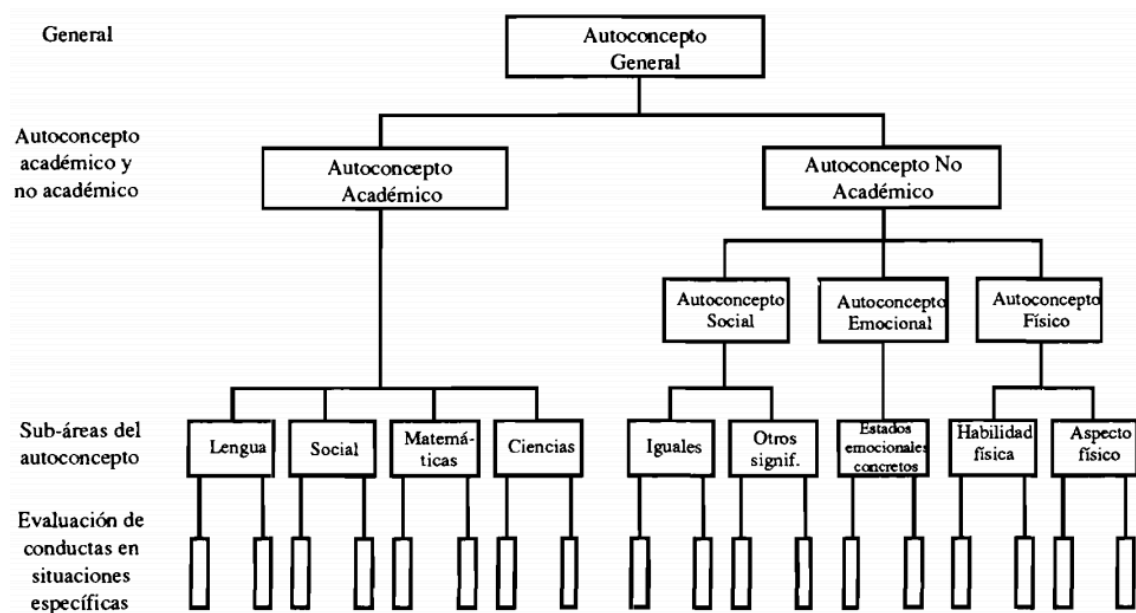 General
Autoconcepto
General
Autoconcepto
académico y
no académico
Autoconcepto
Académico
Autoconcepto No
Académico
Autoconcepto
Social
Autoconcepto
Emocional
Autoconcepto
Físico
Sub-áreas del
autoconcepto
Lengua
Social
Matemá-
ticas
Ciencias
Iguales
Otros
signif.
Estados
emocionales
concretos
Habilidad
física
Aspecto
físico
Evaluación de
conductas en
situaciones
específicas